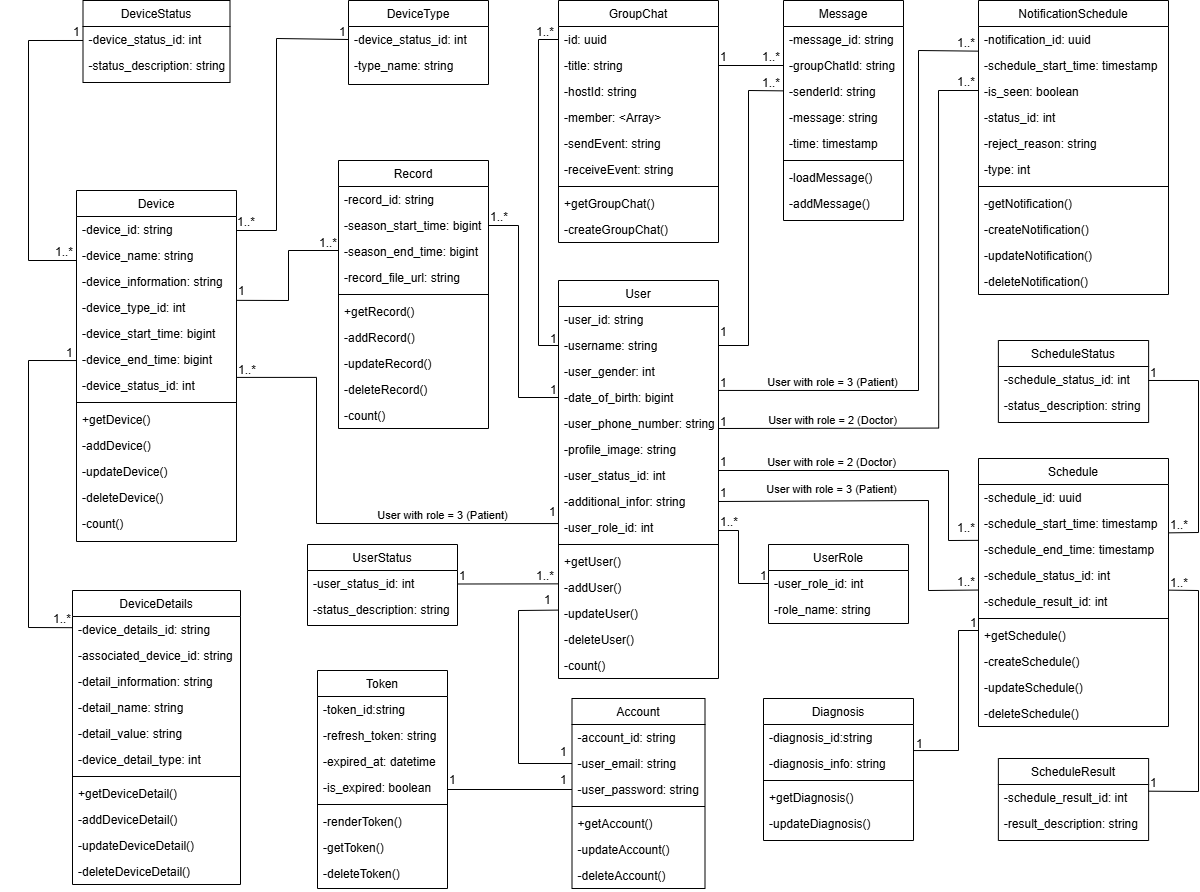 DeviceStatus
-device_status_id: int
-status_description: string
1
1..*
DeviceType
-device_status_id: int
-type_name: string
1
1..*
GroupChat
-id: uuid
-title: string
-hostId: string
-member: <Array>
-sendEvent: string
-receiveEvent: string
+getGroupChat()
-createGroupChat()
1..*
1
1
1..*
Message
-message_id: string
-groupChatId: string
-senderId: string
-message: string
-time: timestamp
-loadMessage()
-addMessage()
1..*
1
NotificationSchedule
-notification_id: uuid
-schedule_start_time: timestamp
-is_seen: boolean
-status_id: int
-reject_reason: string
-type: int
-getNotification()
-createNotification()
-updateNotification()
-deleteNotification()
1..*
1..*
Device
-device_id: string
-device_name: string
-device_information: string
-device_type_id: int
-device_start_time: bigint
-device_end_time: bigint
-device_status_id: int
+getDevice()
-addDevice()
-updateDevice()
-deleteDevice()
-count()
1
1..*
1
1..*
Record
-record_id: string
-season_start_time: bigint
-season_end_time: bigint
-record_file_url: string
+getRecord()
-addRecord()
-updateRecord()
-deleteRecord()
-count()
1..*
1
User
-user_id: string
-username: string
-user_gender: int
-date_of_birth: bigint
-user_phone_number: string
-profile_image: string
-user_status_id: int
-additional_infor: string
-user_role_id: int
+getUser()
-addUser()
-updateUser()
-deleteUser()
-count()
1
User with role = 3 (Patient)
1
User with role = 2 (Doctor)
1
User with role = 2 (Doctor)
1
User with role = 3 (Patient)
1
User with role = 3 (Patient)
1
1..*
1..*
ScheduleStatus
-schedule_status_id: int
-status_description: string
1
1..*
Schedule
-schedule_id: uuid
-schedule_start_time: timestamp
-schedule_end_time: timestamp
-schedule_status_id: int
-schedule_result_id: int
+getSchedule()
-createSchedule()
-updateSchedule()
-deleteSchedule()
1..*
1..*
1
1..*
UserStatus
-user_status_id: int
-status_description: string
1
1..*
UserRole
-user_role_id: int
-role_name: string
1
DeviceDetails
-device_details_id: string
-associated_device_id: string
-detail_information: string
-detail_name: string
-detail_value: string
-device_detail_type: int
+getDeviceDetail()
-addDeviceDetail()
-updateDeviceDetail()
-deleteDeviceDetail()
Token
-token_id:string
-refresh_token: string
-expired_at: datetime
-is_expired: boolean
-renderToken()
-getToken()
-deleteToken()
1
1
1
Account
-account_id: string
-user_email: string
-user_password: string
+getAccount()
-updateAccount()
-deleteAccount()
Diagnosis
-diagnosis_id:string
-diagnosis_info: string
+getDiagnosis()
-updateDiagnosis()
1
ScheduleResult
-schedule_result_id: int
-result_description: string
1